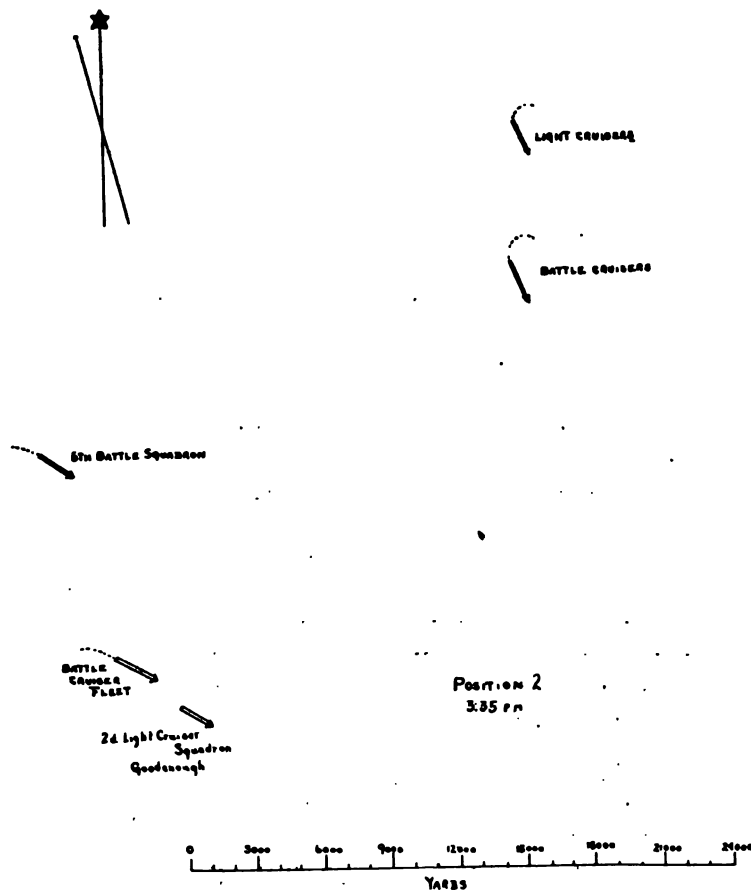 LIGHT CRUISERS
BATTLE CRUISERS
5TH BATTLE SQUADRON
BATTLE
CRUISER
FLEET
POSITION 2
3:35 PM
2d Light Cruiser
Squadron
Goodenough
0 3000 6000 9000 12000 15000 18000 21000 24000
YARDS